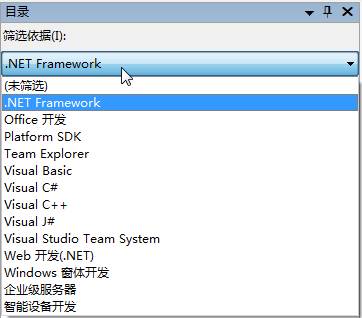 目录
筛选依据(I):
.NET Framework
(未筛选)
.NET Framework
Office 开发
Platform SDK
Team Explorer
Visual Basic
Visual C#
Visual C++
Visual J#
Visual Studio Team System
Web 开发(.NET)
Windows 窗体开发
企业级服务器
智能设备开发